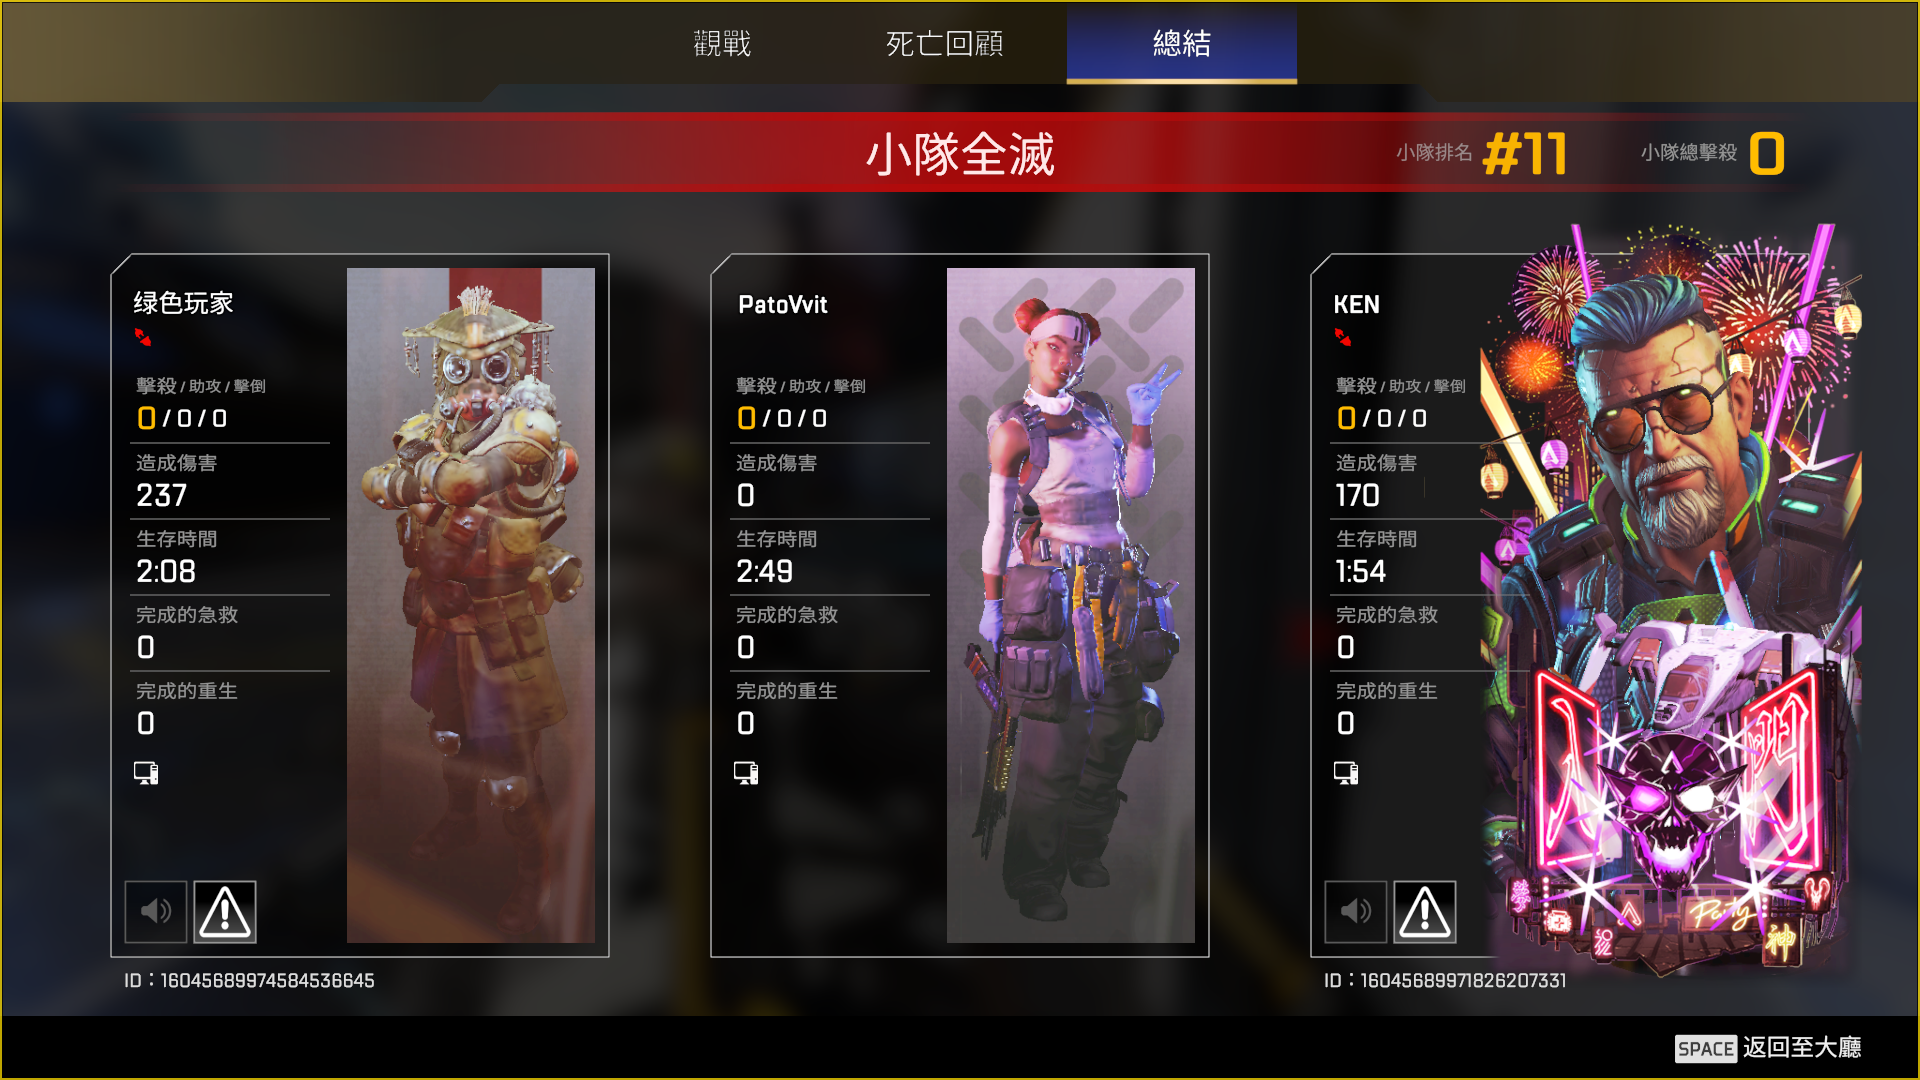 觀戰
死亡回顧
總結
小隊全滅
小隊排名 #11
小隊總擊殺 0
绿色玩家
擊殺 / 助攻 / 擊倒
0 / 0 / 0
造成傷害
237
生存時間
2:08
完成的急救
0
完成的重生
0
ID：16045689974584536645
PatoVvit
擊殺 / 助攻 / 擊倒
0 / 0 / 0
造成傷害
0
生存時間
2:49
完成的急救
0
完成的重生
0
KEN
擊殺 / 助攻 / 擊倒
0 / 0 / 0
造成傷害
170
生存時間
1:54
完成的急救
0
完成的重生
0
Party
神
ID：16045689971826207331
SPACE 返回至大廳